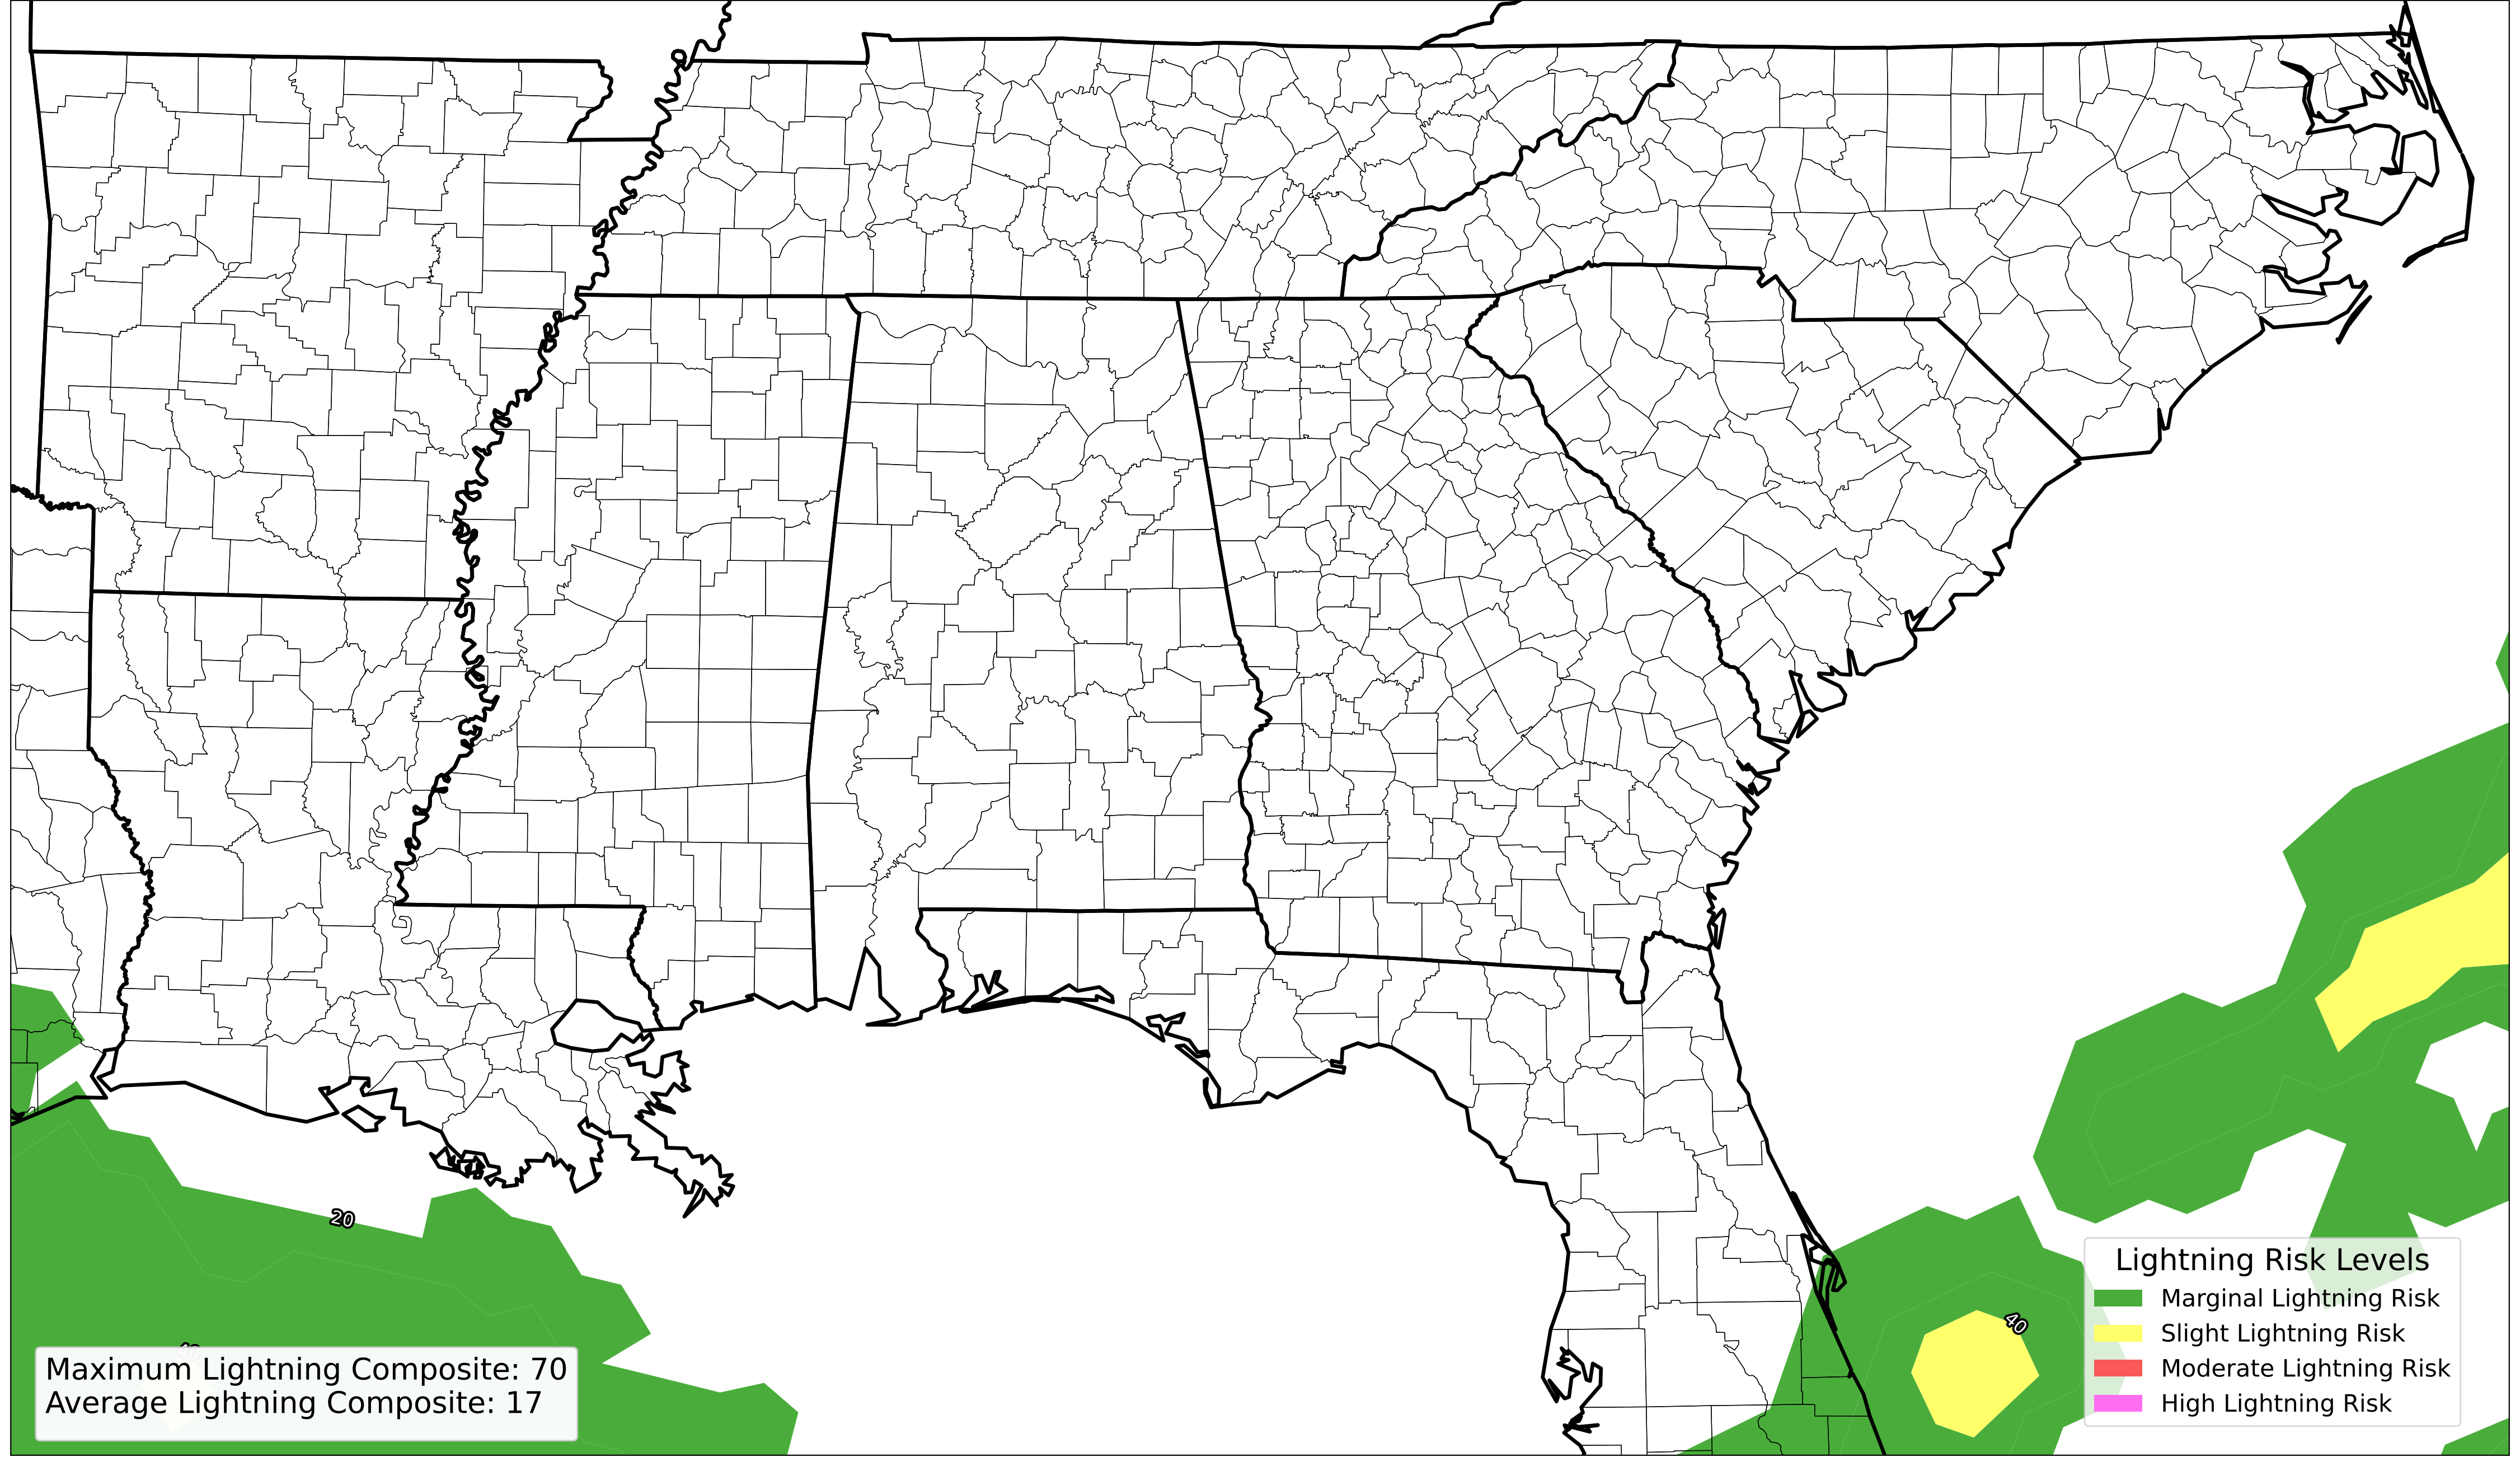 20
40
Maximum Lightning Composite: 70
Average Lightning Composite: 17
Lightning Risk Levels
Marginal Lightning Risk
Slight Lightning Risk
Moderate Lightning Risk
High Lightning Risk